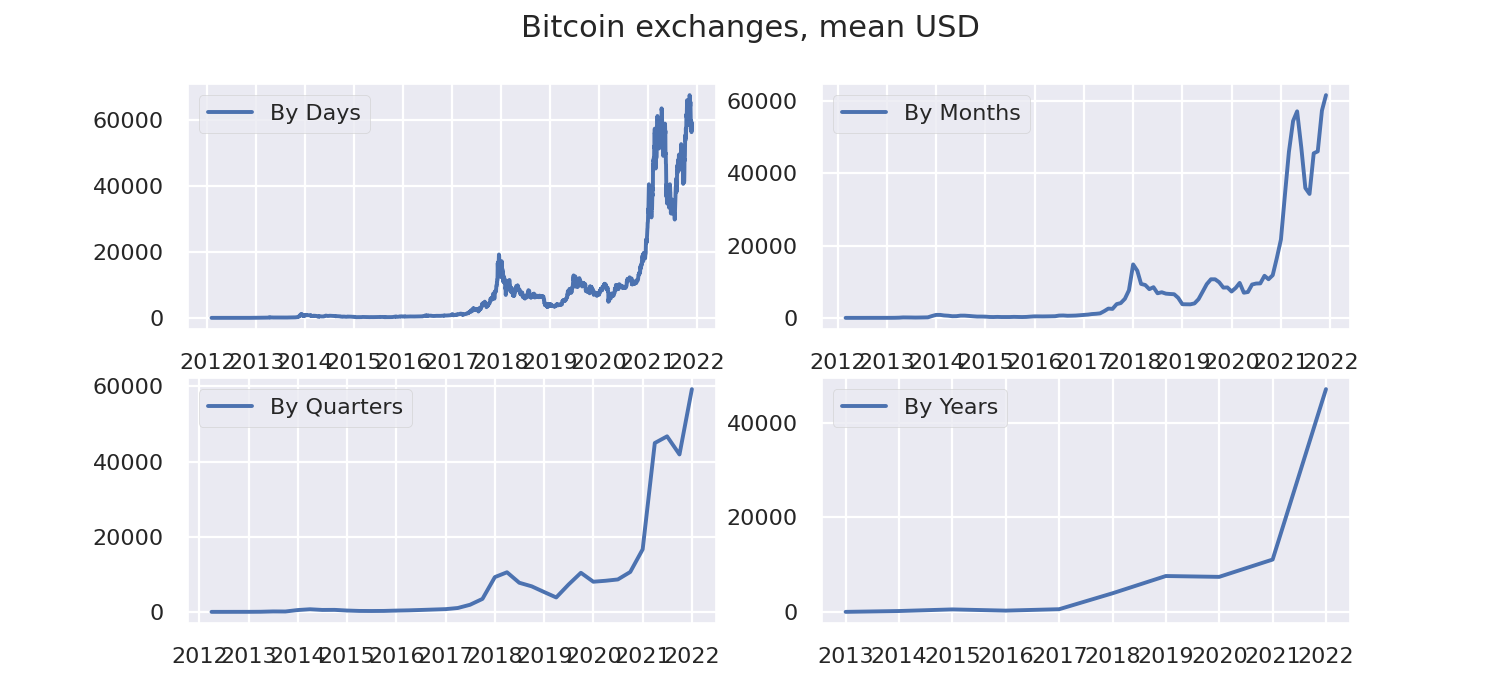 Bitcoin exchanges, mean USD
By Days
60000
40000
20000
0
2012 2013 2014 2015 2016 2017 2018 2019 2020 2021 2022
By Months
60000
40000
20000
0
2012 2013 2014 2015 2016 2017 2018 2019 2020 2021 2022
By Quarters
60000
40000
20000
0
2012 2013 2014 2015 2016 2017 2018 2019 2020 2021 2022
By Years
40000
20000
0
2013 2014 2015 2016 2017 2018 2019 2020 2021 2022